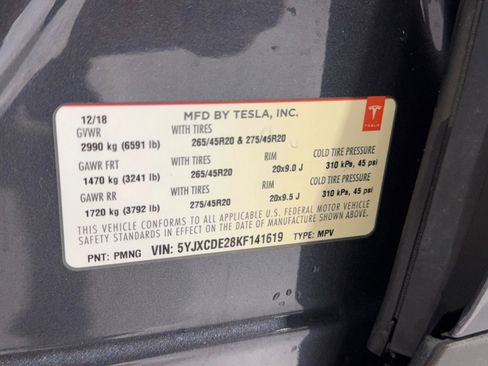 12/18 MFD BY TESLA, INC.
TESLA
GVWR WITH TIRES
2990 kg (6591 lb) 265/45R20 & 275/45R20
GAWR FRT WITH TIRES RIM COLD TIRE PRESSURE
1470 kg (3241 lb) 265/45R20 20x9.0 J 310 kPa, 45 psi
GAWR RR WITH TIRES RIM COLD TIRE PRESSURE
1720 kg (3792 lb) 275/45R20 20x9.5 J 310 kPa, 45 psi
THIS VEHICLE CONFORMS TO ALL APPLICABLE U.S. FEDERAL MOTOR VEHICLE
SAFETY STANDARDS IN EFFECT ON THE DATE OF MANUFACTURE SHOWN ABOVE.
PNT: PMNG VIN: 5YJXCDE28KF141619 TYPE: MPV